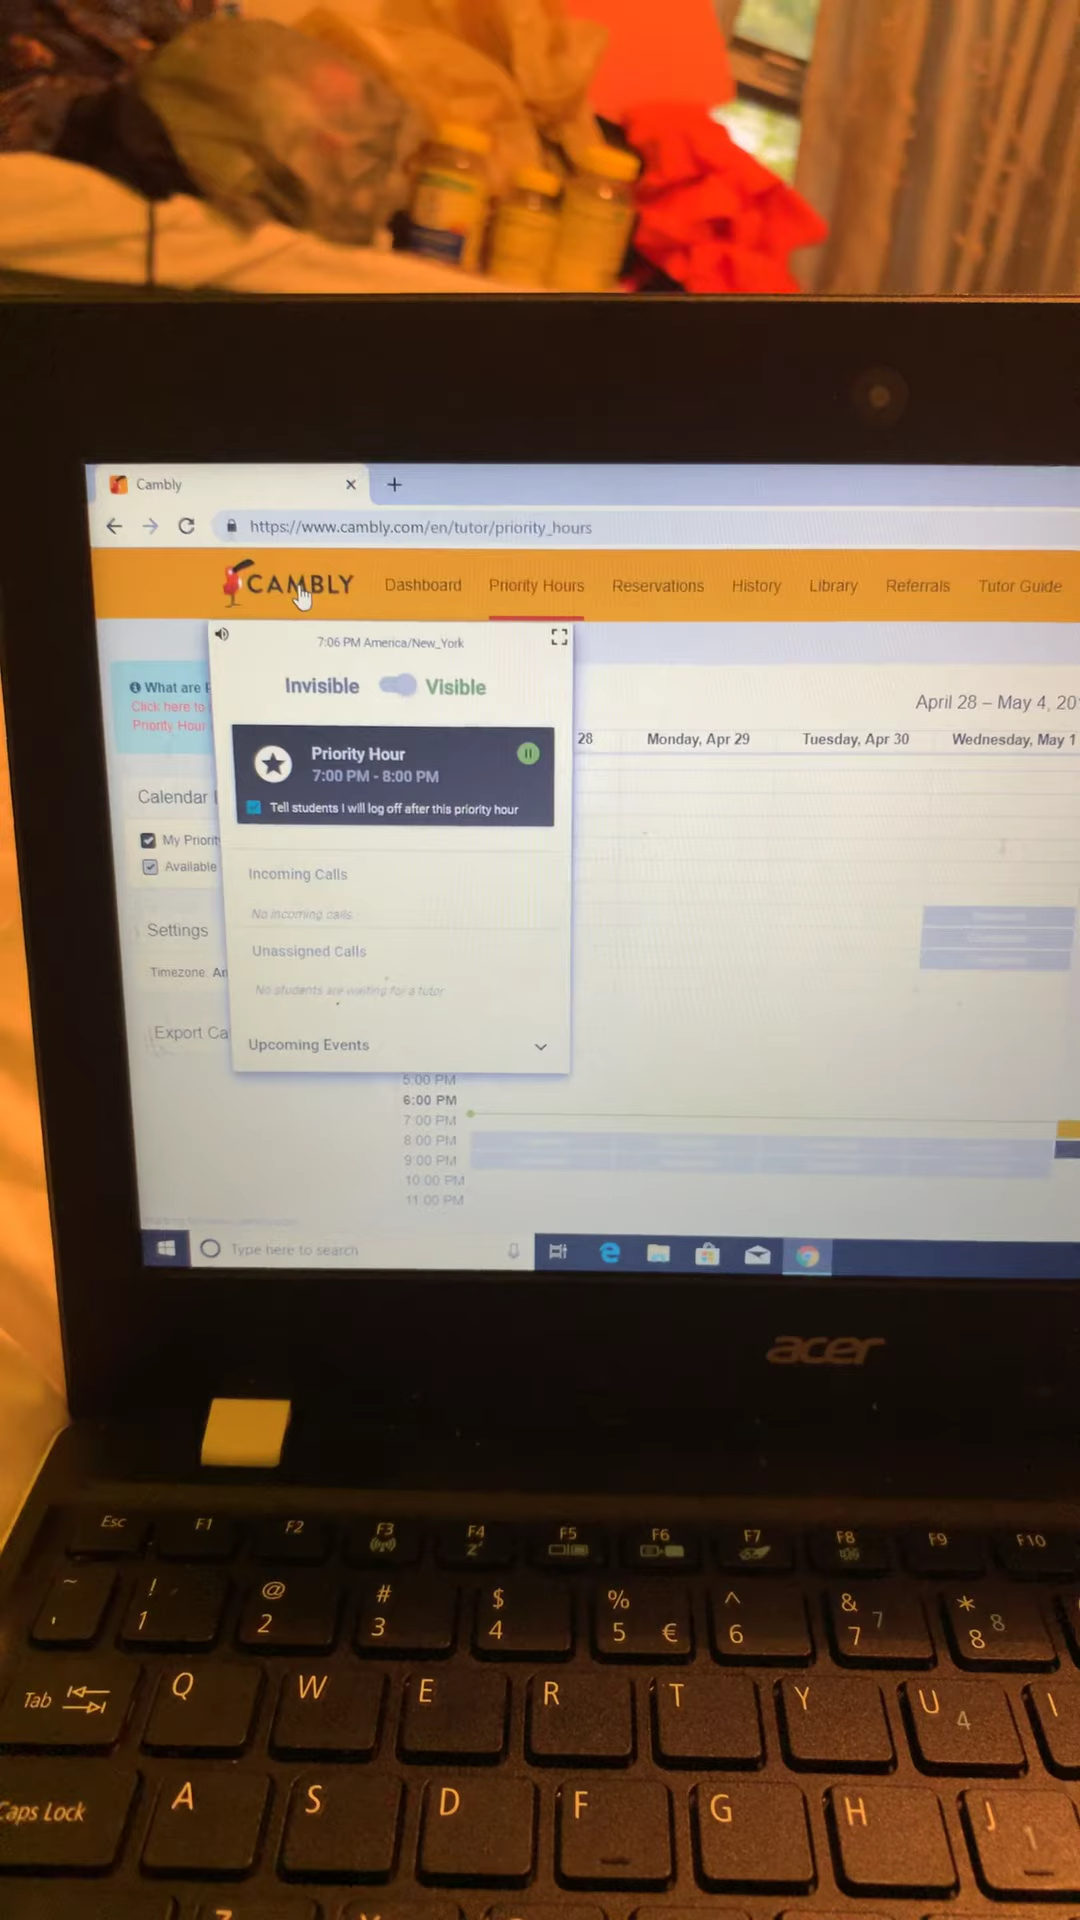 Cambly
https://www.cambly.com/en/tutor/priority_hours
CAMBLY Dashboard Priority Hours Reservations History Library Referrals Tutor Guide
7:06 PM America/New_York
Invisible Visible
What are
Click here to
Priority Hour
April 28 – May 4, 20
28 Monday, Apr 29 Tuesday, Apr 30 Wednesday, May 1
Priority Hour
7:00 PM - 8:00 PM
Tell students I will log off after this priority hour
Calendar
My Priorit
Available
Incoming Calls
No incoming calls
Settings
Unassigned Calls
Timezone: Am
No students are waiting for a tutor
Export Ca
Upcoming Events
5:00 PM
6:00 PM
7:00 PM
8:00 PM
9:00 PM
10:00 PM
11:00 PM
Type here to search
acer
Esc F1 F2 F3 F4 F5 F6 F7 F8 F9 F10
~ ! @ # $ % ^ & *
1 2 3 4 5 € 6 7 7 8 8
Tab Q W E R T Y U 4 I
Caps Lock A S D F G H J 1